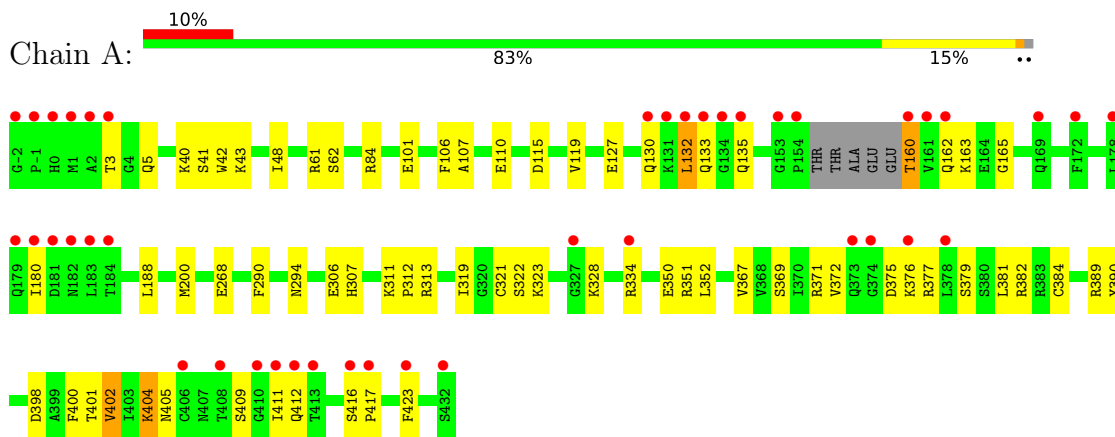 10%
Chain A:
83% 15% ••
G-2 P-1 H0 M1 A2 T3 G4 Q5 K40 S41 W42 K43 I48 R61 S62 R84 E101 F106 A107 E110 D115 V119 E127 Q130 K131 L132 Q133 G134 Q135 G153 P154 THR THR ALA GLU GLU T160 V161 Q162 K163 E164 G165 Q169 F172 L178
Q179 I180 D181 N182 L183 T184 L188 M200 E268 F290 N294 E306 H307 K311 P312 R313 I319 G320 C321 S322 K323 G327 K328 R334 E350 R351 L352 V367 V368 S369 I370 R371 V372 Q373 G374 D375 K376 R377 L378 S379 S380 L381 R382 R383 C384 R389 Y390
D398 A399 F400 T401 V402 I403 K404 N405 C406 N407 T408 S409 G410 I411 Q412 T413 S416 P417 F423 S432